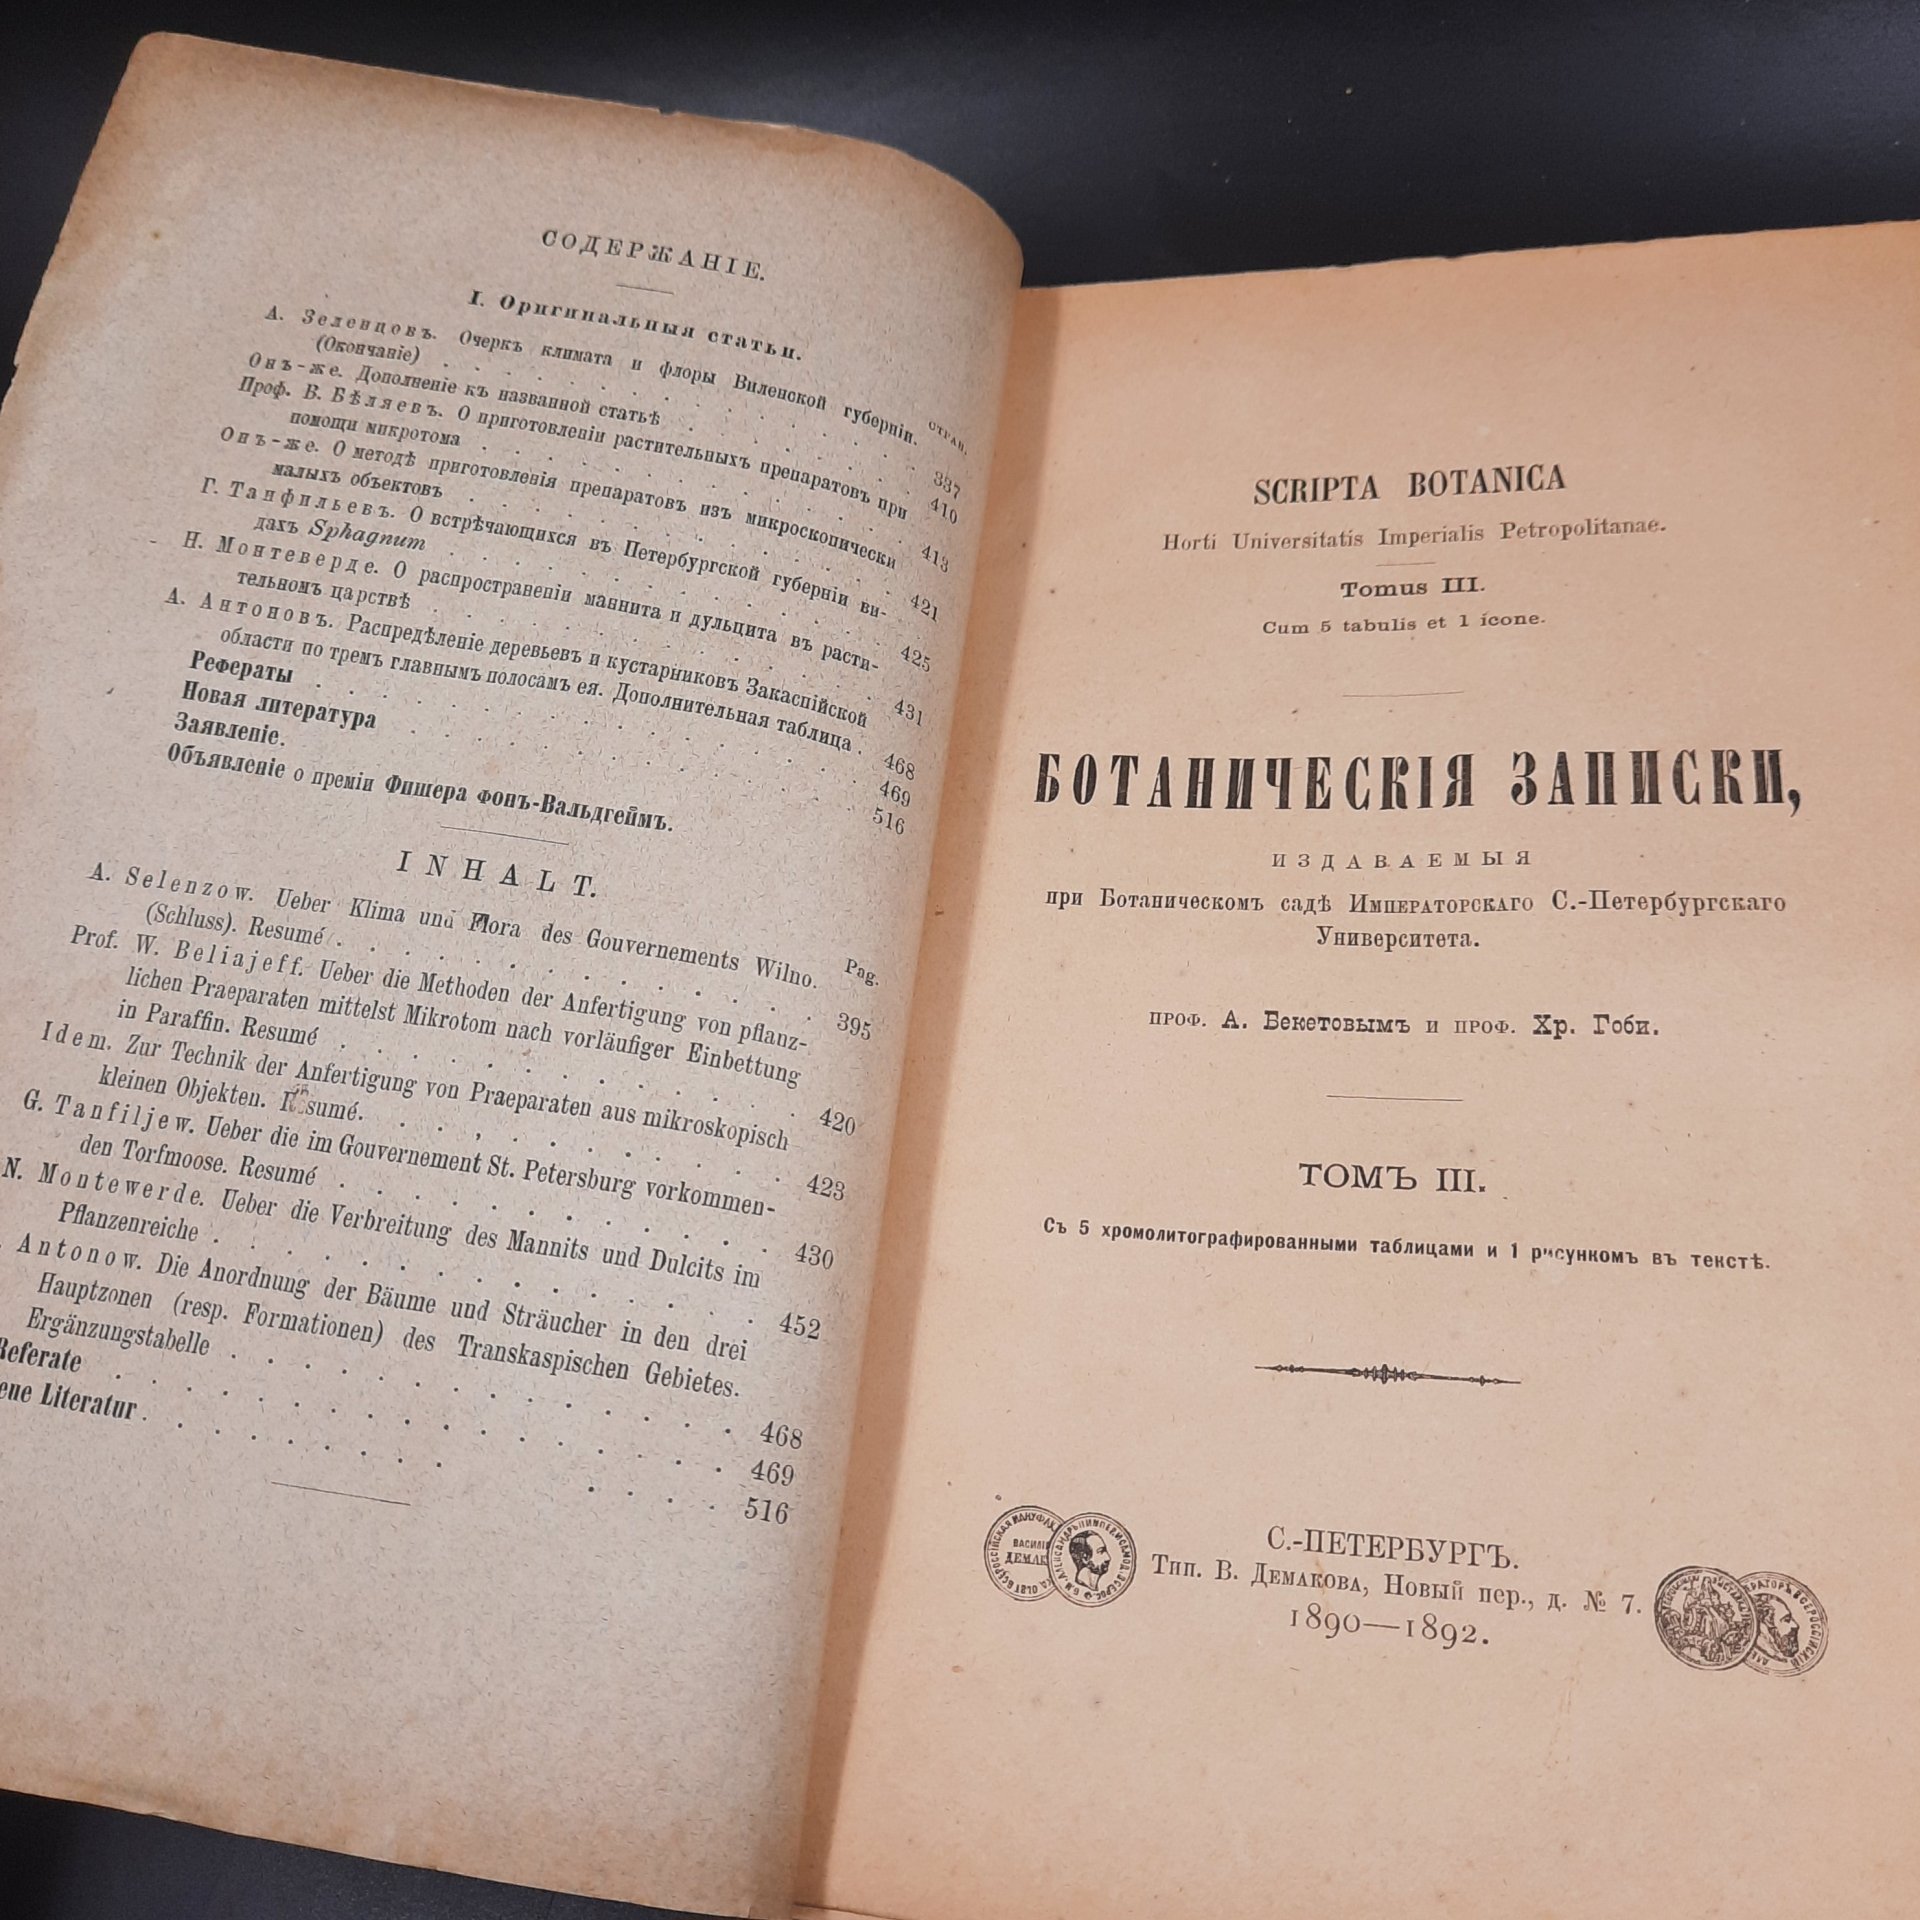 СОДЕРЖАНІЕ.
I. Оригинальныя статьи.
СТРАН.
А. Зеленцовъ. Очеркъ климата и флоры Виленской губерніи.
(Окончаніе) . . . 337
Онъ-же. Дополненіе къ названной статьѣ . . . 410
Проф. В. Бѣляевъ. О приготовленіи растительныхъ препаратовъ при
помощи микротома . . . 413
Онъ-же. О методѣ приготовленія препаратовъ изъ микроскопически
малыхъ объектовъ . . . 421
Г. Танфильевъ. О встрѣчающихся въ Петербургской губерніи ви-
дахъ Sphagnum . . . 425
Н. Монтеверде. О распространеніи маннита и дульцита въ расти-
тельномъ царствѣ . . . 431
А. Антоновъ. Распредѣленіе деревьевъ и кустарниковъ Закаспійской
области по тремъ главнымъ полосамъ ея. Дополнительная таблица . 468
Рефераты . . . 469
Новая литература . . . 516
Заявленіе.
Объявленіе о преміи Фишера фонъ-Вальдгеймъ.
INHALT.
Pag.
A. Selenzow. Ueber Klima und Flora des Gouvernements Wilno.
(Schluss). Resumé . . . 395
Prof. W. Beliajeff. Ueber die Methoden der Anfertigung von pflanz-
lichen Praeparaten mittelst Mikrotom nach vorläufiger Einbettung
in Paraffin. Resumé . . . 420
Idem. Zur Technik der Anfertigung von Praeparaten aus mikroskopisch
kleinen Objekten. Resumé. . . . 423
G. Tanfiljew. Ueber die im Gouvernement St. Petersburg vorkommen-
den Torfmoose. Resumé . . . 430
N. Montewerde. Ueber die Verbreitung des Mannits und Dulcits im
Pflanzenreiche . . . 452
. Antonow. Die Anordnung der Bäume und Sträucher in den drei
Hauptzonen (resp. Formationen) des Transkaspischen Gebietes.
Ergänzungstabelle . . . 468
Referate . . . 469
eue Literatur . . . 516
SCRIPTA BOTANICA
Horti Universitatis Imperialis Petropolitanae.
Tomus III.
Cum 5 tabulis et 1 icone.
БОТАНИЧЕСКІЯ ЗАПИСКИ,
ИЗДАВАЕМЫЯ
при Ботаническомъ садѣ Императорскаго С.-Петербургскаго
Университета.
проф. А. Бекетовымъ и проф. Хр. Гоби.
ТОМЪ III.
Съ 5 хромолитографированными таблицами и 1 рисункомъ въ текстѣ.
С.-ПЕТЕРБУРГЪ.
Тип. В. Демакова, Новый пер., д. № 7.
1890—1892.